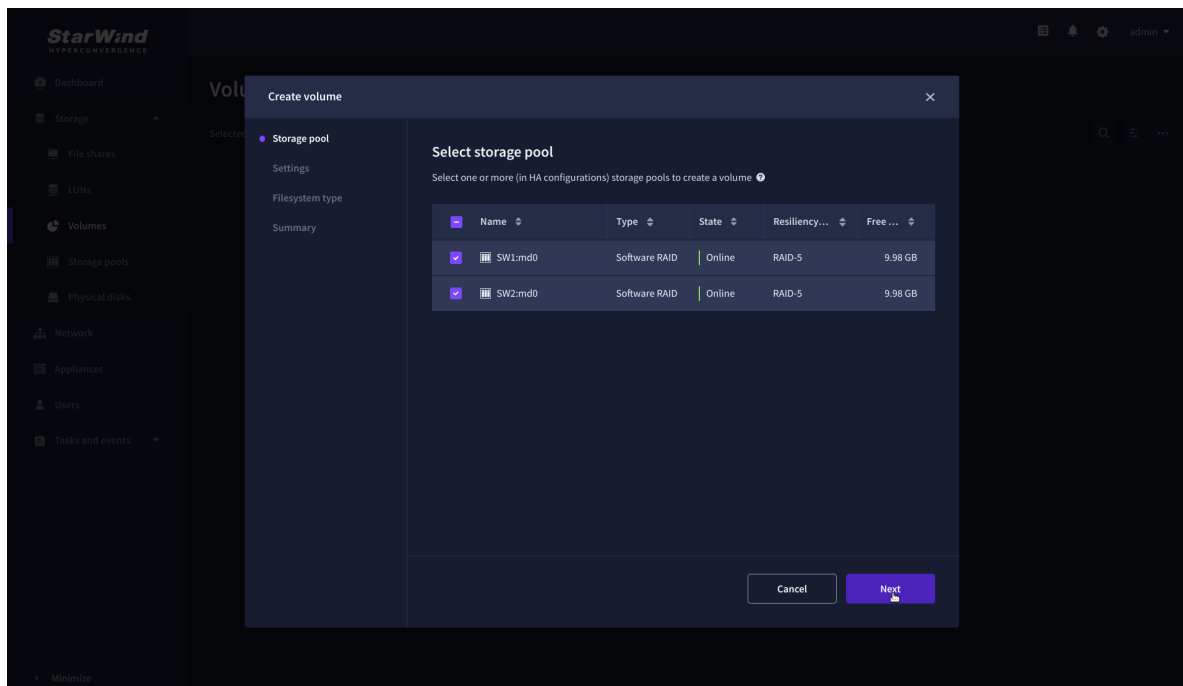 StarWind
HYPERCONVERGENCE
admin
Dashboard
Storage
File shares
LUNs
Volumes
Storage pools
Physical disks
Network
Appliances
Users
Tasks and events
Minimize
Volu
Selected
Create volume
Storage pool
Settings
Filesystem type
Summary
Select storage pool
Select one or more (in HA configurations) storage pools to create a volume ?
Name Type State Resiliency... Free ...
SW1:md0 Software RAID Online RAID-5 9.98 GB
SW2:md0 Software RAID Online RAID-5 9.98 GB
Cancel Next